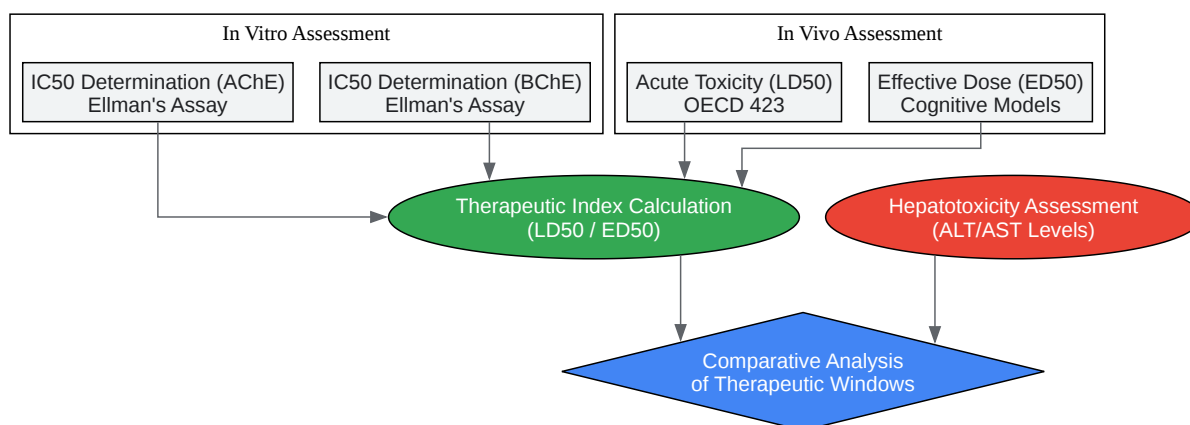 In Vitro Assessment
In Vivo Assessment
IC50 Determination (AChE)
Ellman's Assay
IC50 Determination (BChE)
Ellman's Assay
Acute Toxicity (LD50)
OECD 423
Effective Dose (ED50)
Cognitive Models
Therapeutic Index Calculation
(LD50 / ED50)
Hepatotoxicity Assessment
(ALT/AST Levels)
Comparative Analysis
of Therapeutic Windows